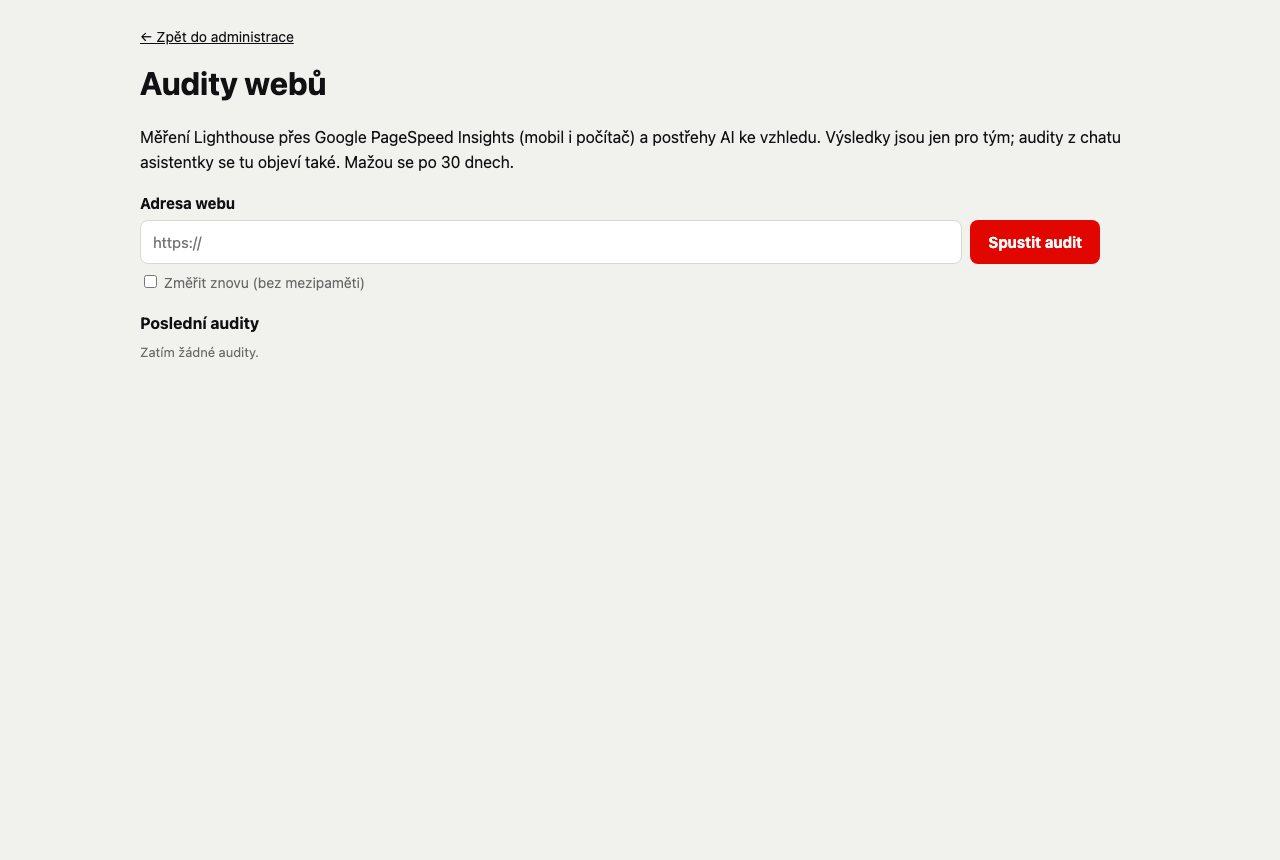 ← Zpět do administrace
Audity webů
Měření Lighthouse přes Google PageSpeed Insights (mobil i počítač) a postřehy AI ke vzhledu. Výsledky jsou jen pro tým; audity z chatu
asistentky se tu objeví také. Mažou se po 30 dnech.
Adresa webu
https://
Spustit audit
Změřit znovu (bez mezipaměti)
Poslední audity
Zatím žádné audity.